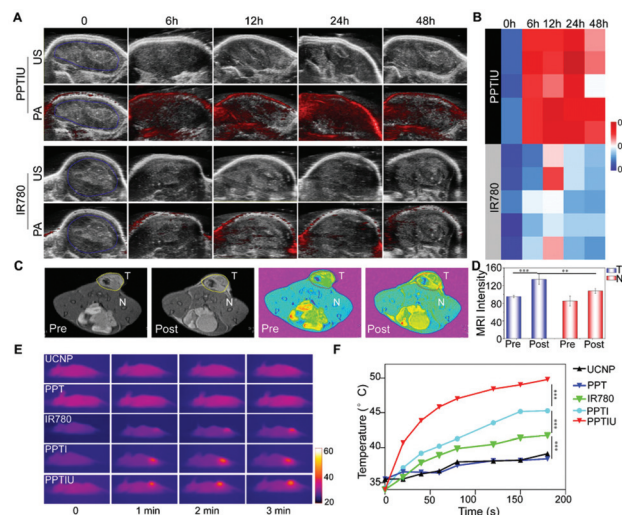 A 0 6h 12h 24h 48h
US
PPTIU
PA
US
IR780
PA
B 0h 6h 12h 24h 48h
PPTIU
IR780
0
0
0
C
T
N
Pre
T
N
Post
T
N
Pre
T
N
Post
D
T
N
MRI Intensity
160
120
80
40
0
Pre Post Pre Post
*** **
E
UCNP
PPT
IR780
PPTI
PPTIU
60
40
20
0 1 min 2 min 3 min
F
Temperature(° C)
50
45
40
35
0 50 100 150 200
Time (s)
UCNP
PPT
IR780
PPTI
PPTIU
***
***
***